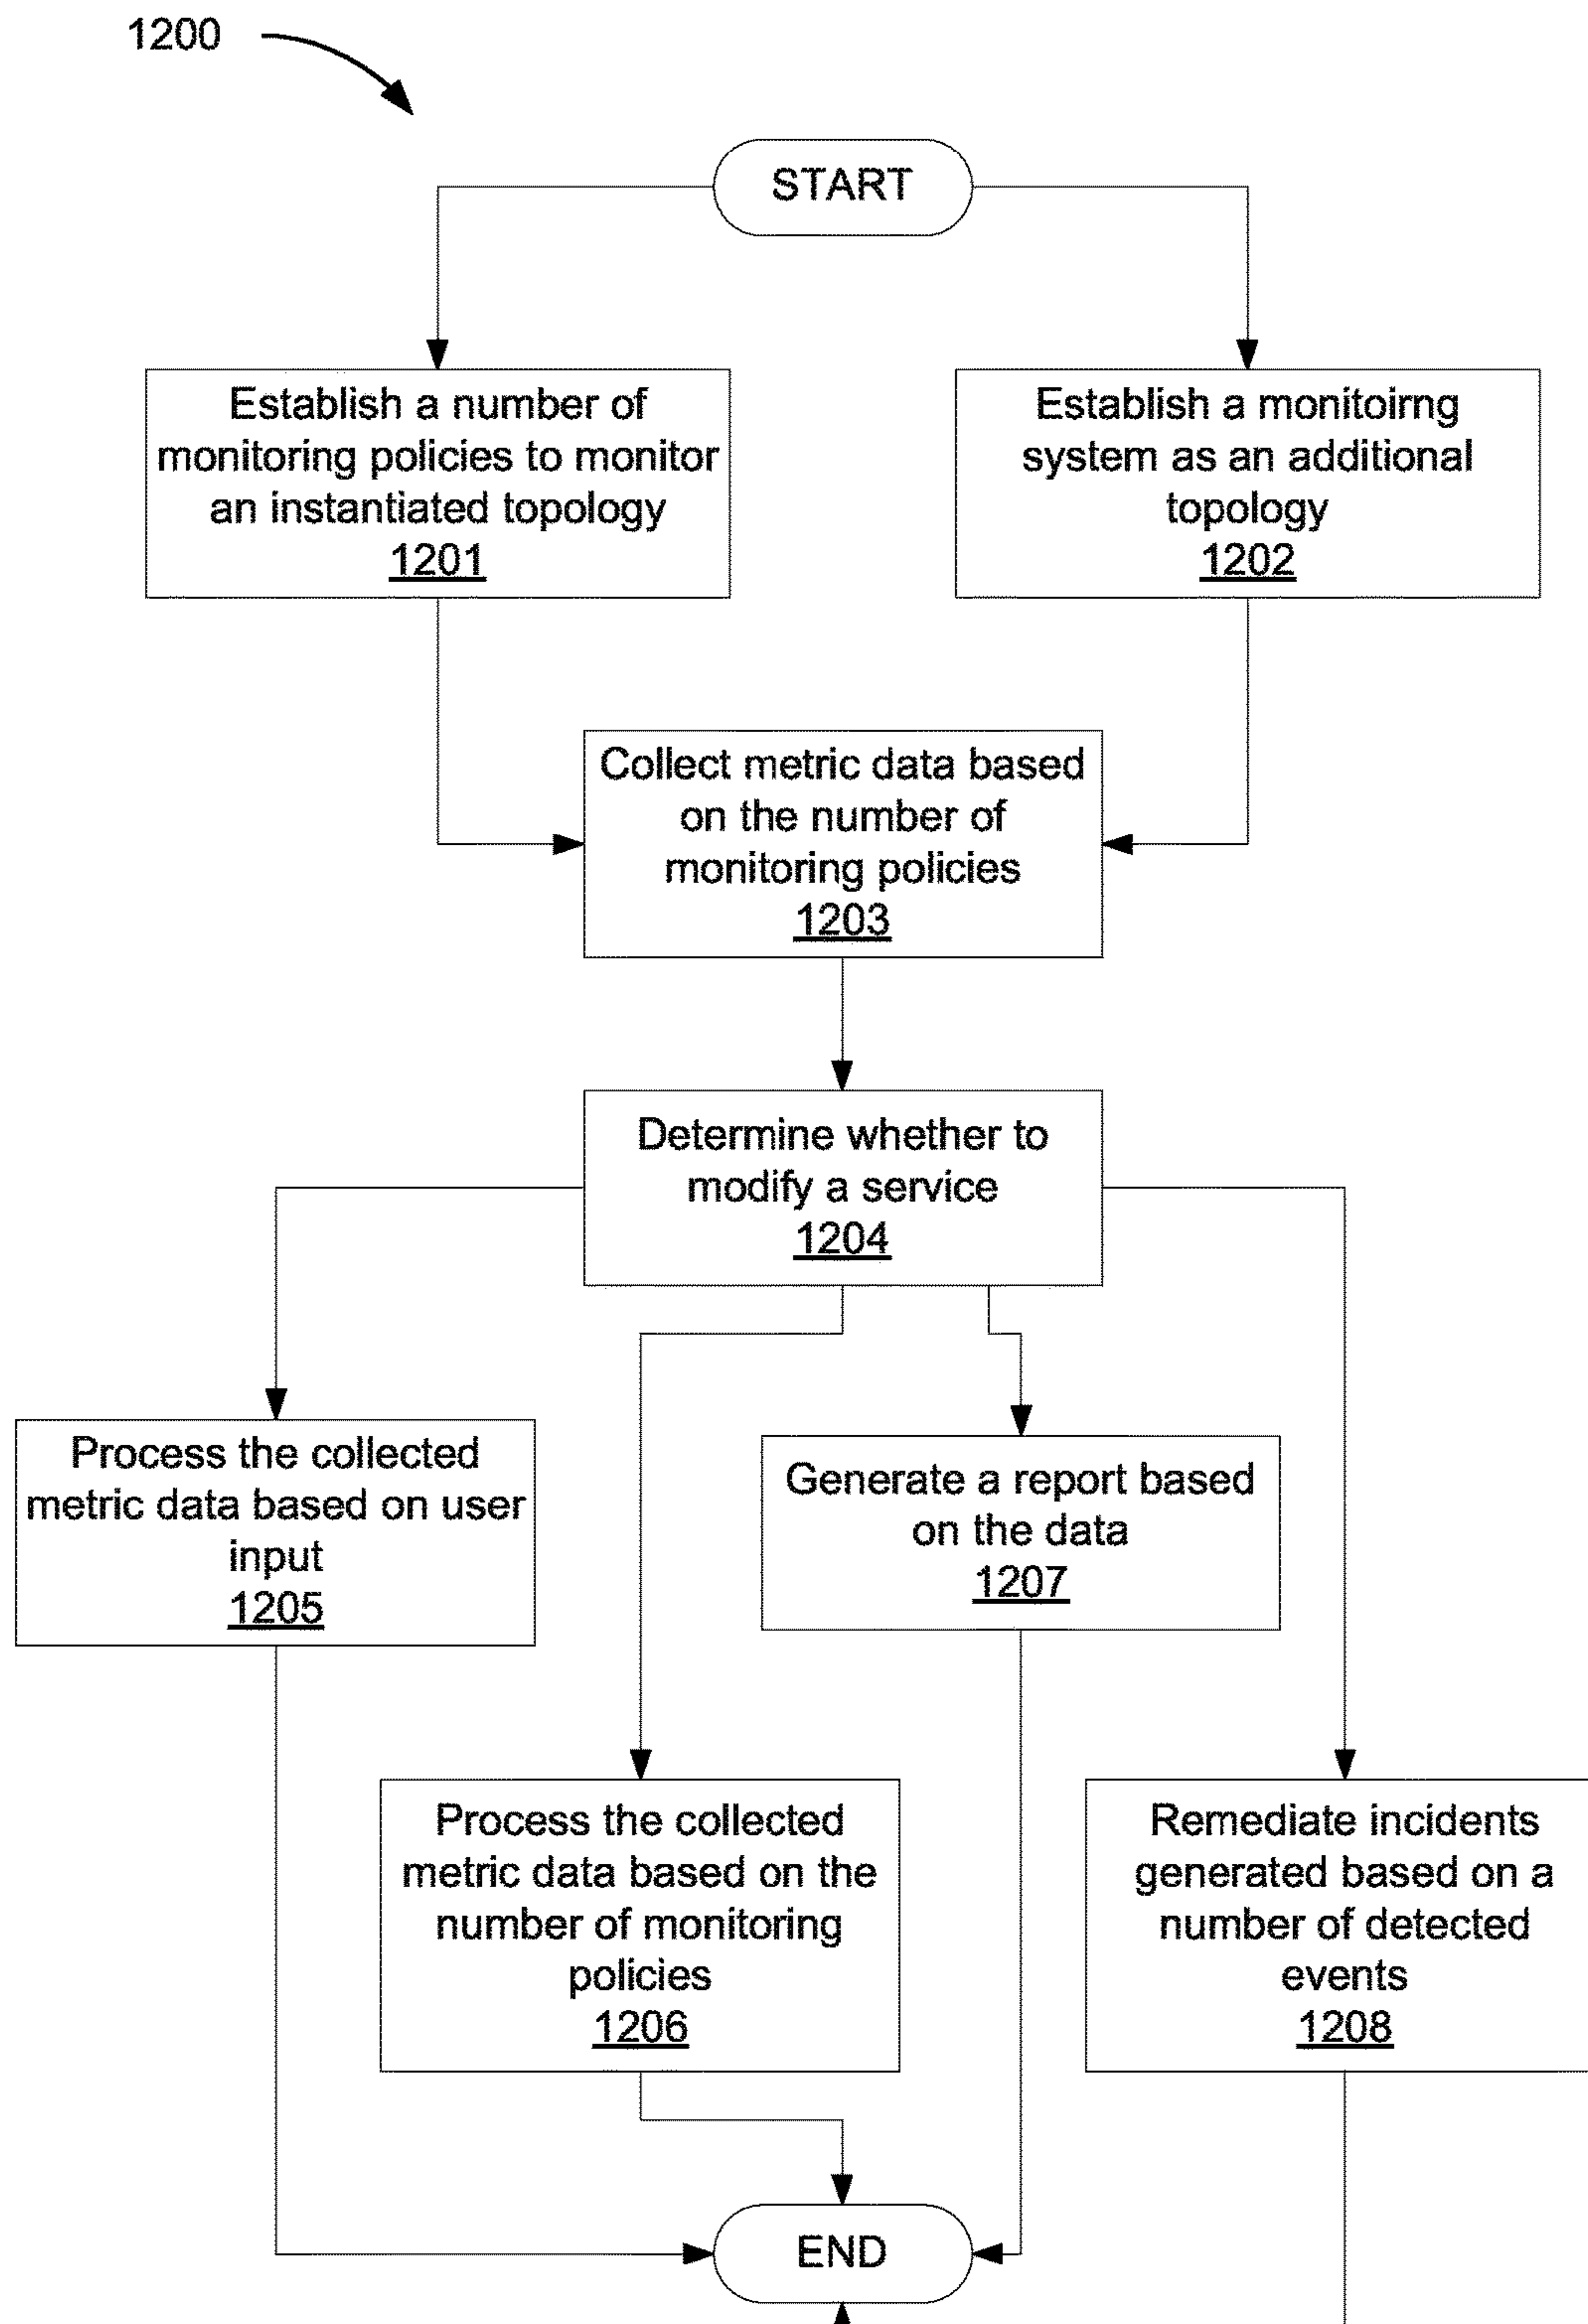 1200
START
Establish a number of
monitoring policies to monitor
an instantiated topology
1201
Establish a monitoirng
system as an additional
topology
1202
Collect metric data based
on the number of
monitoring policies
1203
Determine whether to
modify a service
1204
Process the collected
metric data based on user
input
1205
Generate a report based
on the data
1207
Process the collected
metric data based on the
number of monitoring
policies
1206
Remediate incidents
generated based on a
number of detected
events
1208
END